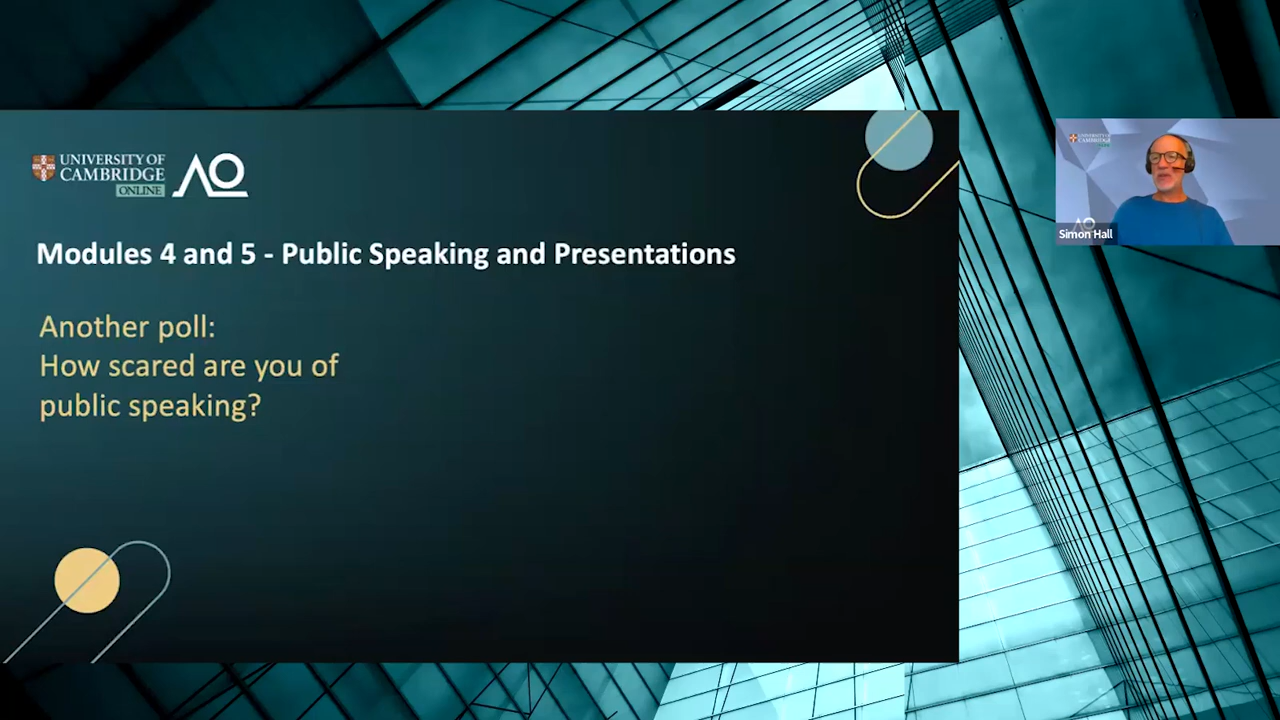 UNIVERSITY OF
CAMBRIDGE
ONLINE
Modules 4 and 5 - Public Speaking and Presentations
Another poll:
How scared are you of
public speaking?
Simon Hall